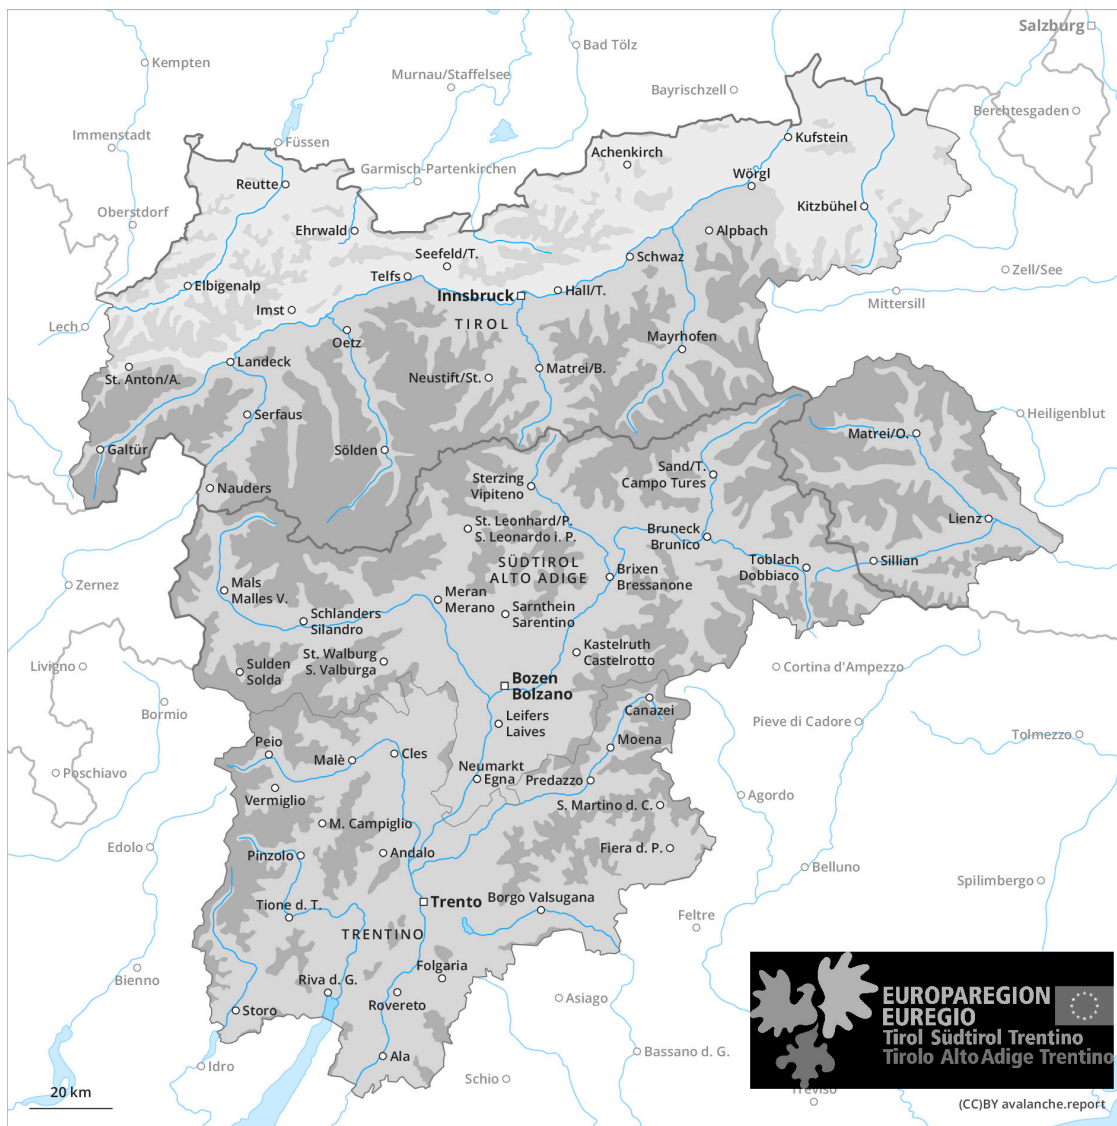 Salzburg
Bad Tölz
Kempten
Murnau/Staffelsee
Bayrischzell
Berchtesgaden
Immenstadt
Füssen
Kufstein
Achenkirch
Garmisch-Partenkirchen
Wörgl
Reutte
Kitzbühel
Oberstdorf
Ehrwald
Alpbach
Seefeld/T.
Schwaz
Zell/See
Telfs
Elbigenalp
Hall/T.
Innsbruck
Mittersill
Imst
TIROL
Lech
Oetz
Mayrhofen
Landeck
Matrei/B.
St. Anton/A.
Neustift/St.
Serfaus
Heiligenblut
Matrei/O.
Galtür
Sölden
Sand/T.
Campo Tures
Sterzing
Vipiteno
Nauders
Lienz
St. Leonhard/P.
S. Leonardo i. P.
Bruneck
Brunico
SÜDTIROL
ALTO ADIGE
Toblach
Dobbiaco
Sillian
Brixen
Bressanone
Zernez
Mals
Malles V.
Meran
Merano
Schlanders
Silandro
Sarnthein
Sarentino
Kastelruth
Castelrotto
St. Walburg
S. Valburga
Livigno
Sulden
Solda
Cortina d'Ampezzo
Bozen
Bolzano
Bormio
Canazei
Leifers
Laives
Pieve di Cadore
Tolmezzo
Peio
Cles
Moena
Malè
Neumarkt
Egna
Predazzo
Poschiavo
Vermiglio
Agordo
S. Martino d. C.
M. Campiglio
Edolo
Pinzolo
Andalo
Fiera d. P.
Belluno
Spilimbergo
Trento
Borgo Valsugana
Tione d. T.
Feltre
TRENTINO
Folgaria
Bienno
Riva d. G.
Rovereto
Asiago
Storo
EUROPAREGION
EUREGIO
Tirol Südtirol Trentino
Tirolo Alto Adige Trentino
Ala
Idro
Bassano d. G.
Schio
20 km
Treviso
(CC)BY avalanche.report